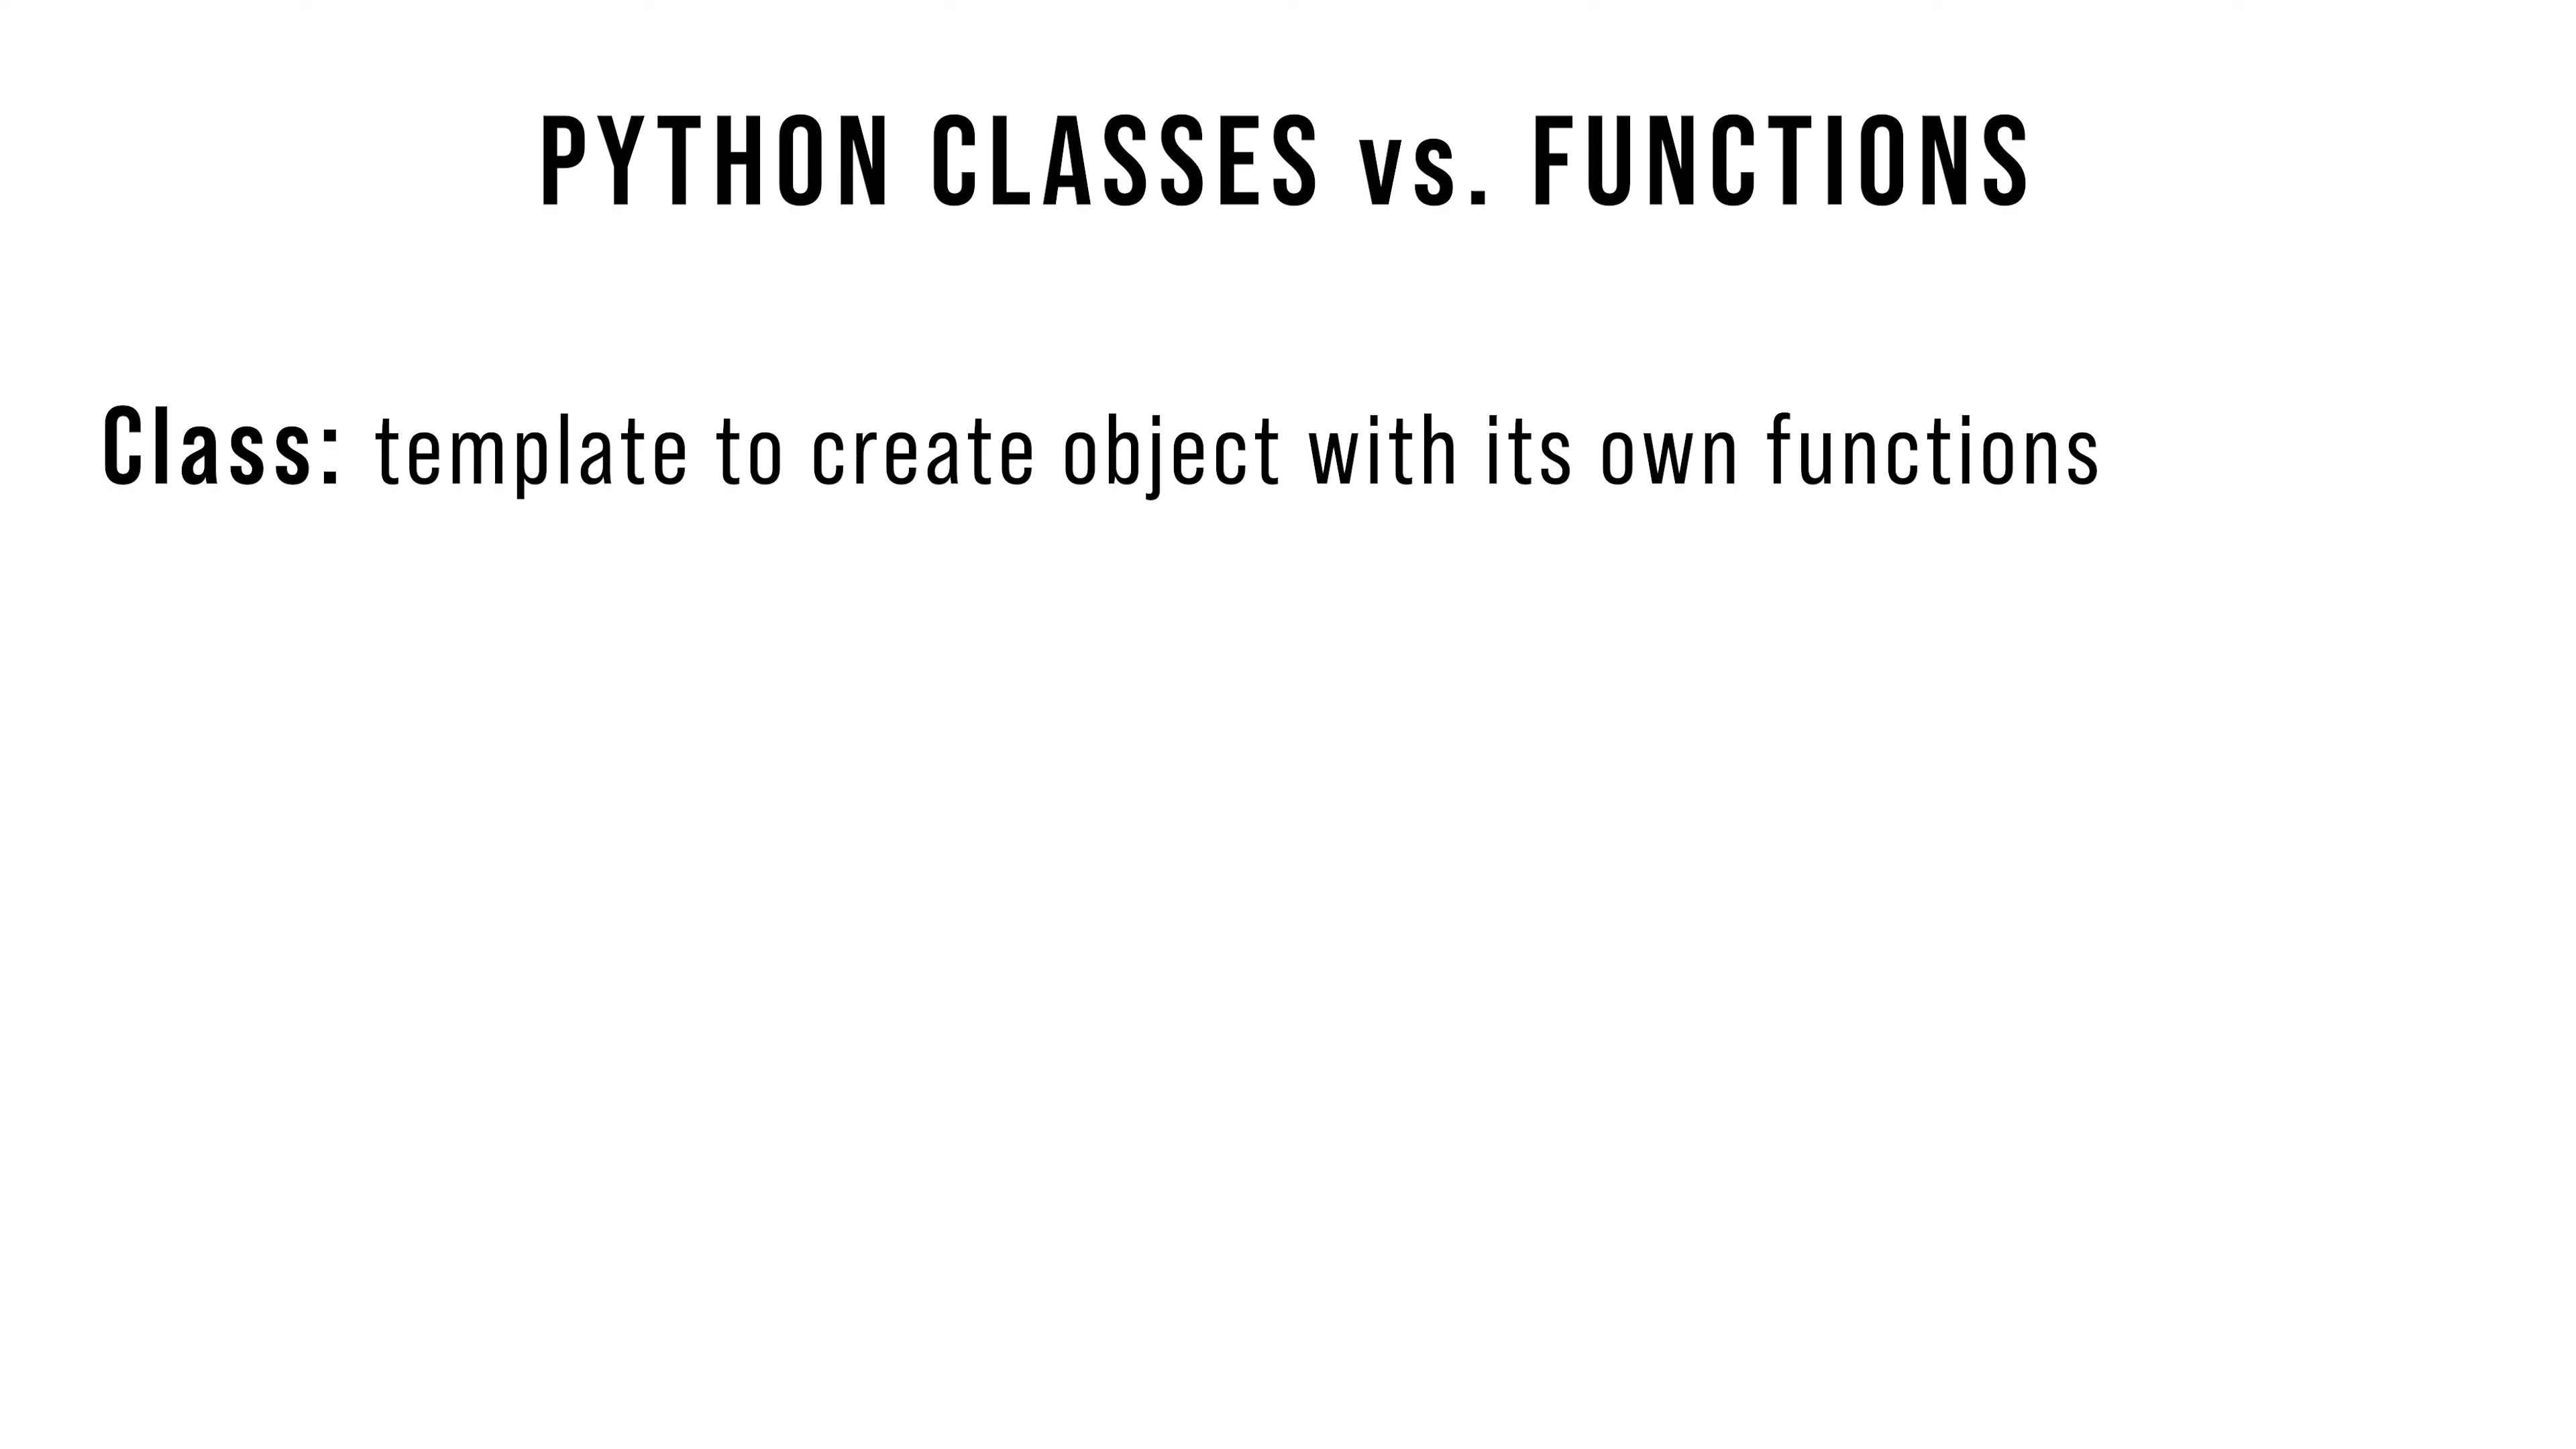 PYTHON CLASSES vs. FUNCTIONS
Class: template to create object with its own functions